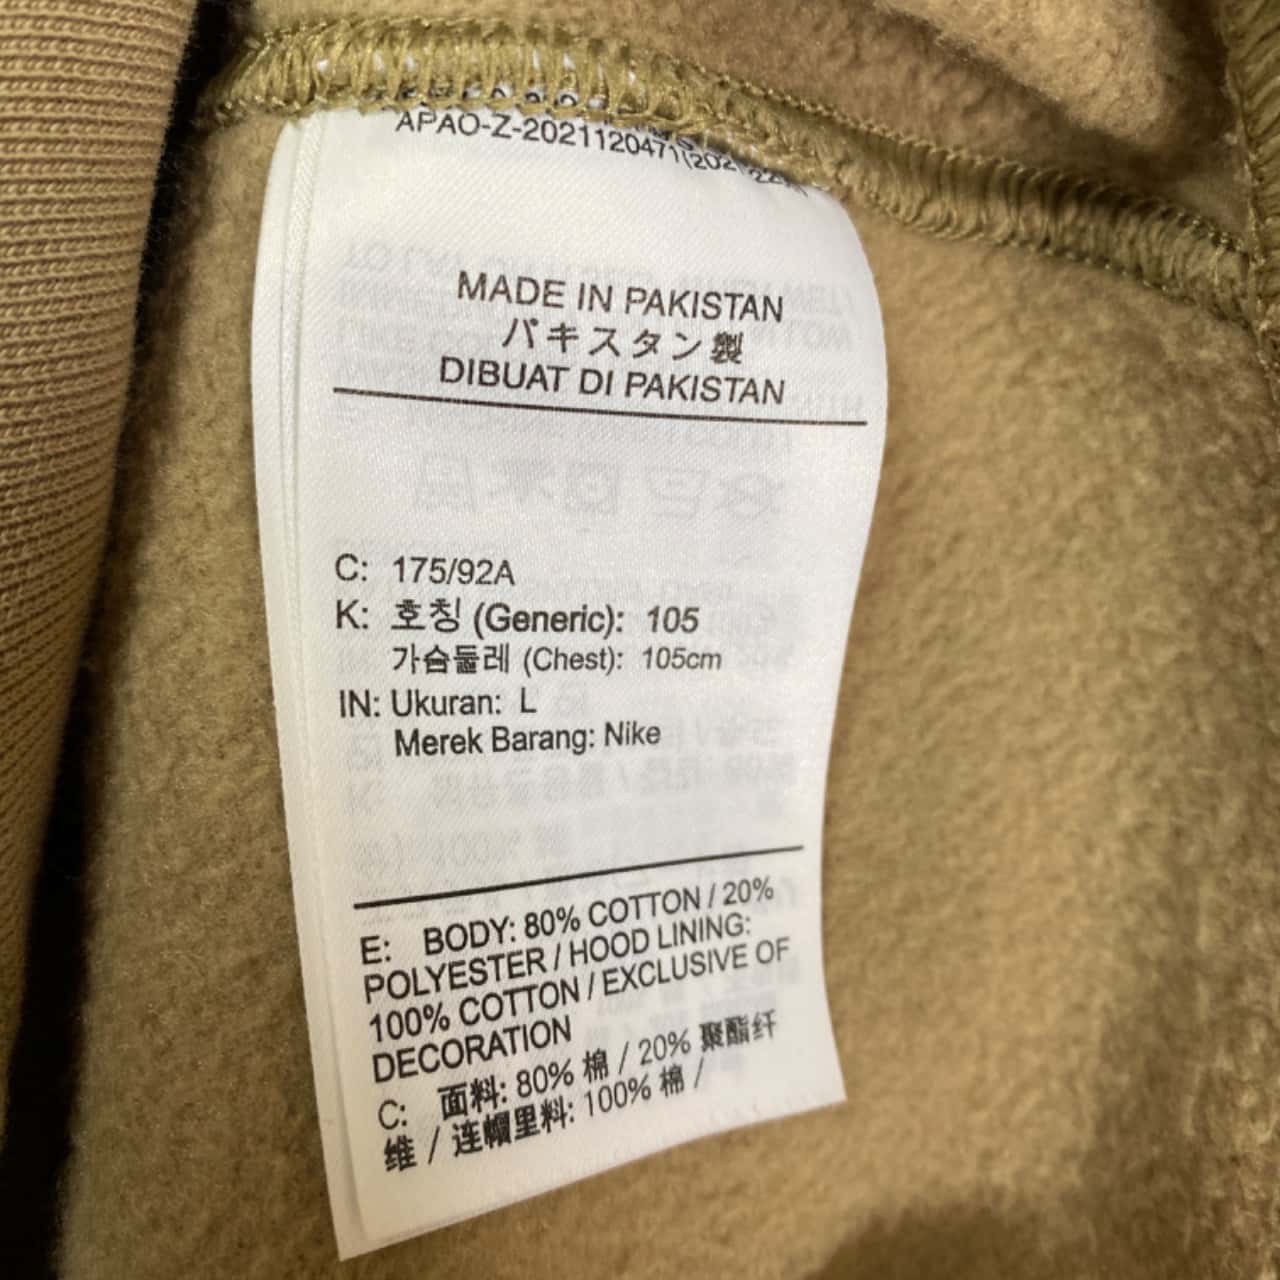 APAO-Z-2021120471(202
MADE IN PAKISTAN
パキスタン製
DIBUAT DI PAKISTAN
C: 175/92A
K: 호칭 (Generic): 105
가슴둘레 (Chest): 105cm
IN: Ukuran: L
Merek Barang: Nike
E: BODY: 80% COTTON / 20%
POLYESTER / HOOD LINING:
100% COTTON / EXCLUSIVE OF
DECORATION
C: 面料: 80% 棉 / 20% 聚酯纤
维 / 连帽里料: 100% 棉 /